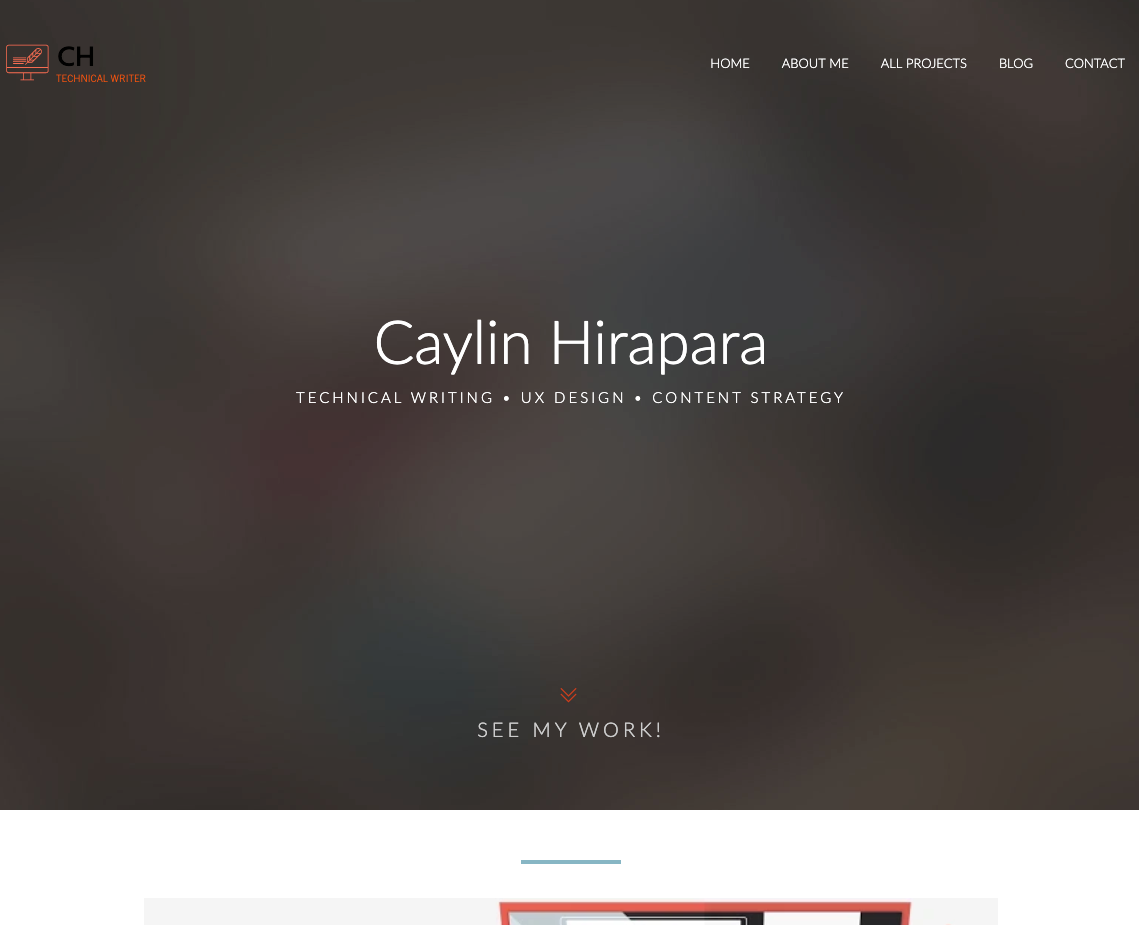 CH
TECHNICAL WRITER
HOME ABOUT ME ALL PROJECTS BLOG CONTACT
Caylin Hirapara
TECHNICAL WRITING • UX DESIGN • CONTENT STRATEGY
SEE MY WORK!